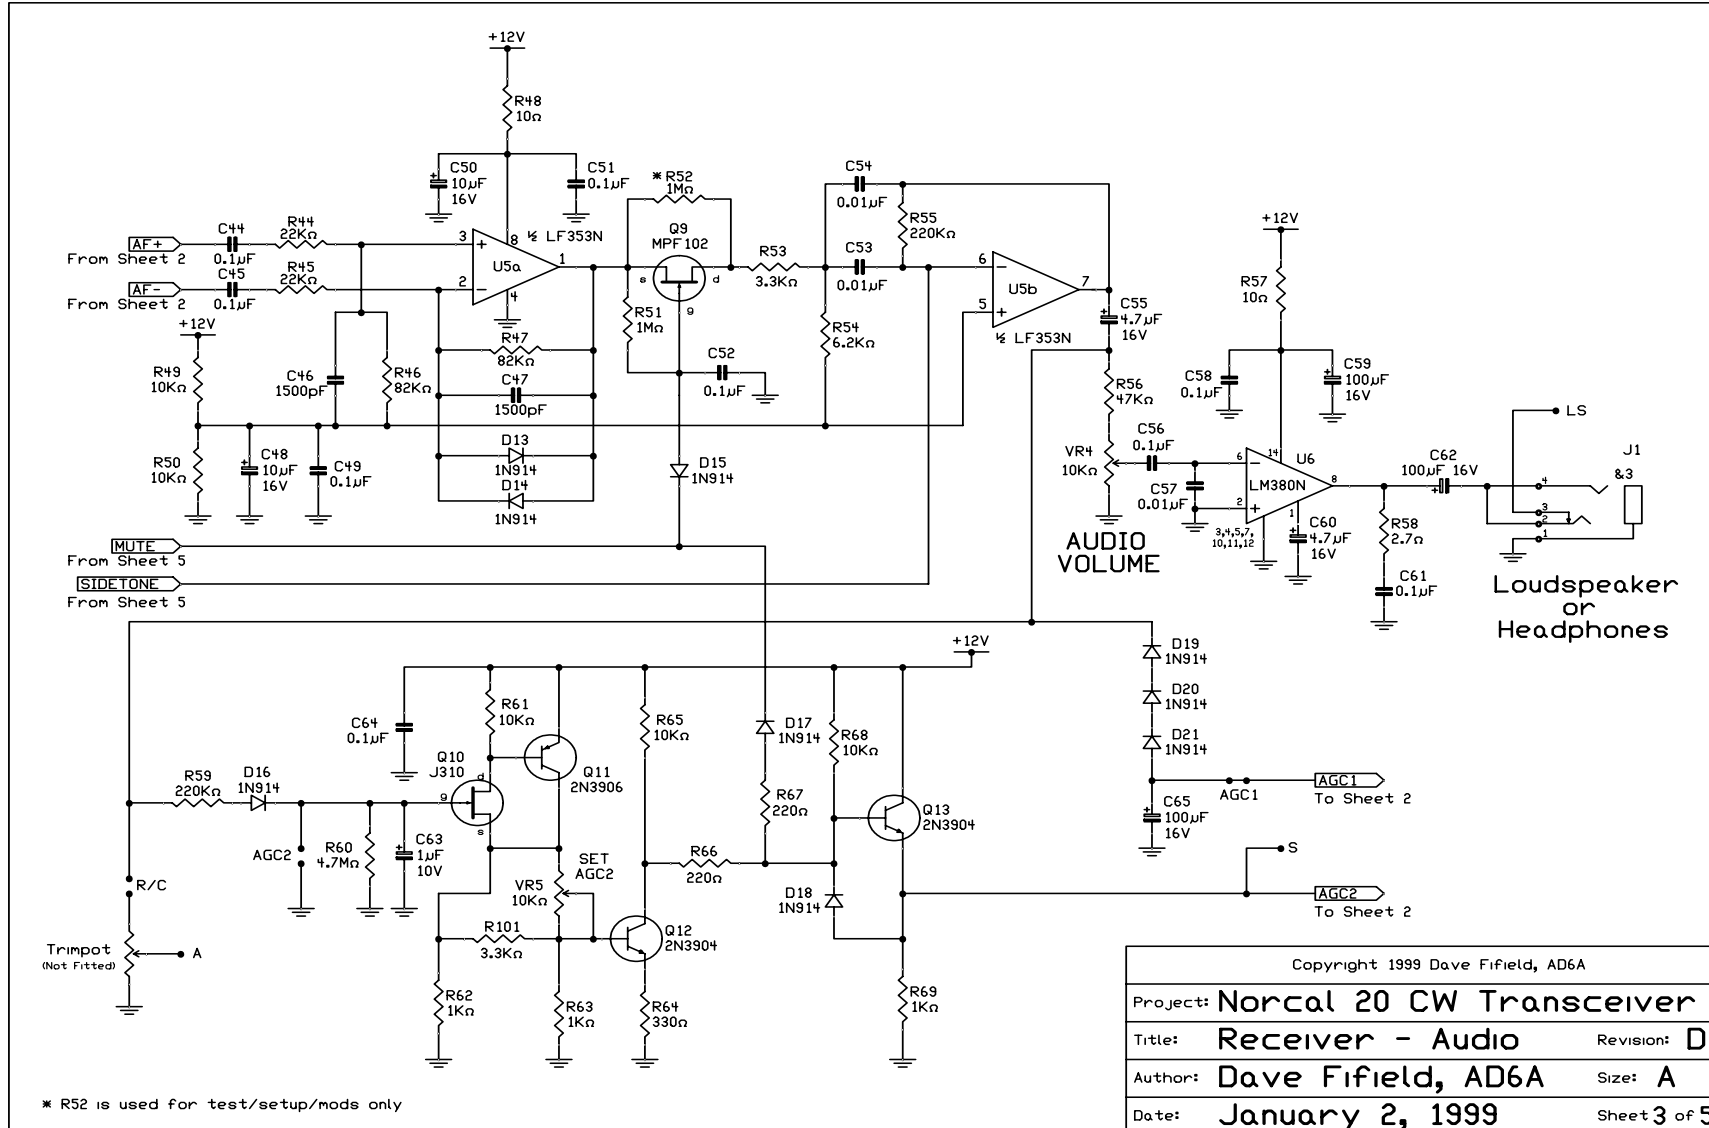 +12V
R48
10Ω
C50
10µF
16V
C51
0.1µF
* R52
1MΩ
C54
0.01µF
R55
220KΩ
C44
0.1µF
R44
22KΩ
AF+
From Sheet 2
C45
0.1µF
R45
22KΩ
AF-
From Sheet 2
3
+
8
½ LF353N
U5a
1
2
−
4
Q9
MPF102
s
d
g
R53
3.3KΩ
C53
0.01µF
6
−
5
+
U5b
7
½ LF353N
C55
4.7µF
16V
+12V
R57
10Ω
+12V
R49
10KΩ
C46
1500pF
R46
82KΩ
R47
82KΩ
C47
1500pF
R51
1MΩ
C52
0.1µF
R54
6.2KΩ
R56
47KΩ
C58
0.1µF
C59
100µF
16V
R50
10KΩ
C48
10µF
16V
C49
0.1µF
D13
1N914
D14
1N914
D15
1N914
VR4
10KΩ
C56
0.1µF
C57
0.01µF
6
−
14
U6
LM380N
8
2
+
1
3,4,5,7,
10,11,12
C60
4.7µF
16V
C62
100µF 16V
R58
2.7Ω
C61
0.1µF
LS
J1
&3
4
3
2
1
AUDIO
VOLUME
Loudspeaker
or
Headphones
MUTE
From Sheet 5
SIDETONE
From Sheet 5
+12V
D19
1N914
D20
1N914
D21
1N914
C64
0.1µF
R61
10KΩ
Q10
J310
d
g
s
Q11
2N3906
R65
10KΩ
D17
1N914
R67
220Ω
R68
10KΩ
Q13
2N3904
R59
220KΩ
D16
1N914
AGC2
R60
4.7MΩ
C63
1µF
10V
SET
AGC2
VR5
10KΩ
R66
220Ω
D18
1N914
AGC1
AGC1
To Sheet 2
C65
100µF
16V
S
AGC2
To Sheet 2
R/C
Trimpot
(Not Fitted)
A
R101
3.3KΩ
Q12
2N3904
R62
1KΩ
R63
1KΩ
R64
330Ω
R69
1KΩ
* R52 is used for test/setup/mods only
Copyright 1999 Dave Fifield, AD6A
Project: Norcal 20 CW Transceiver
Title: Receiver - Audio Revision: D
Author: Dave Fifield, AD6A Size: A
Date: January 2, 1999 Sheet 3 of 5